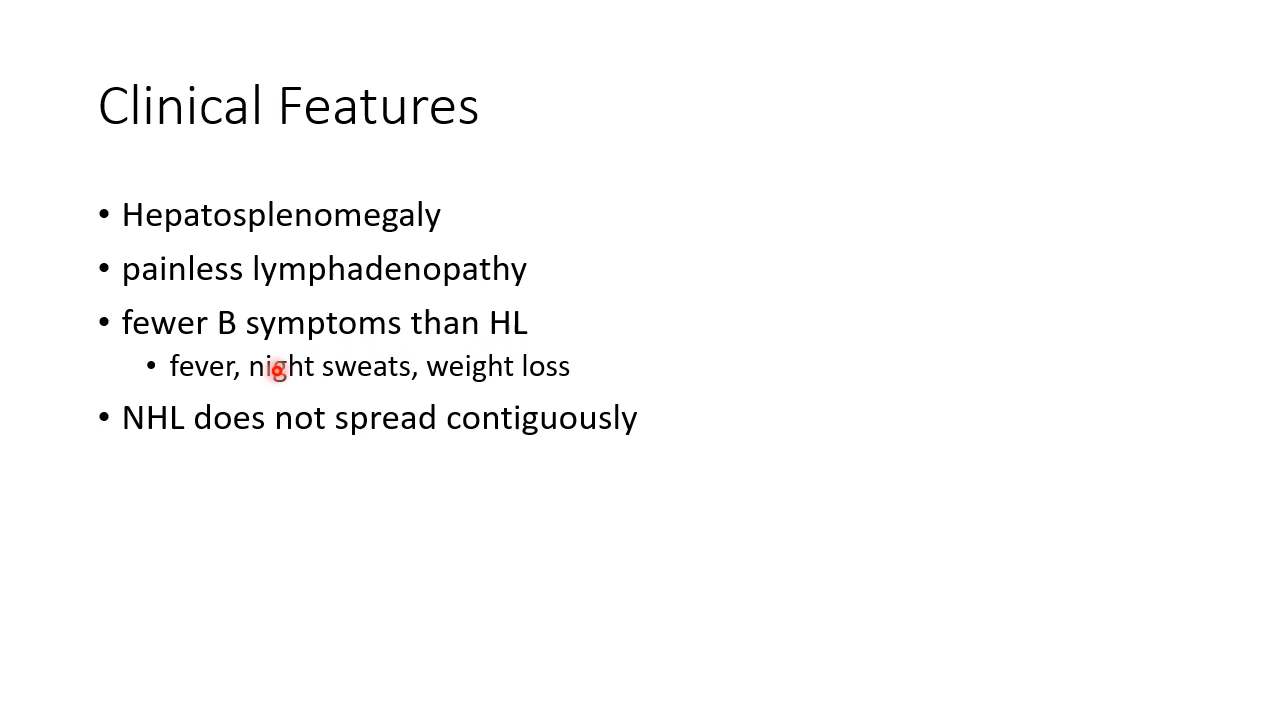 Clinical Features
• Hepatosplenomegaly
• painless lymphadenopathy
• fewer B symptoms than HL
• fever, night sweats, weight loss
• NHL does not spread contiguously